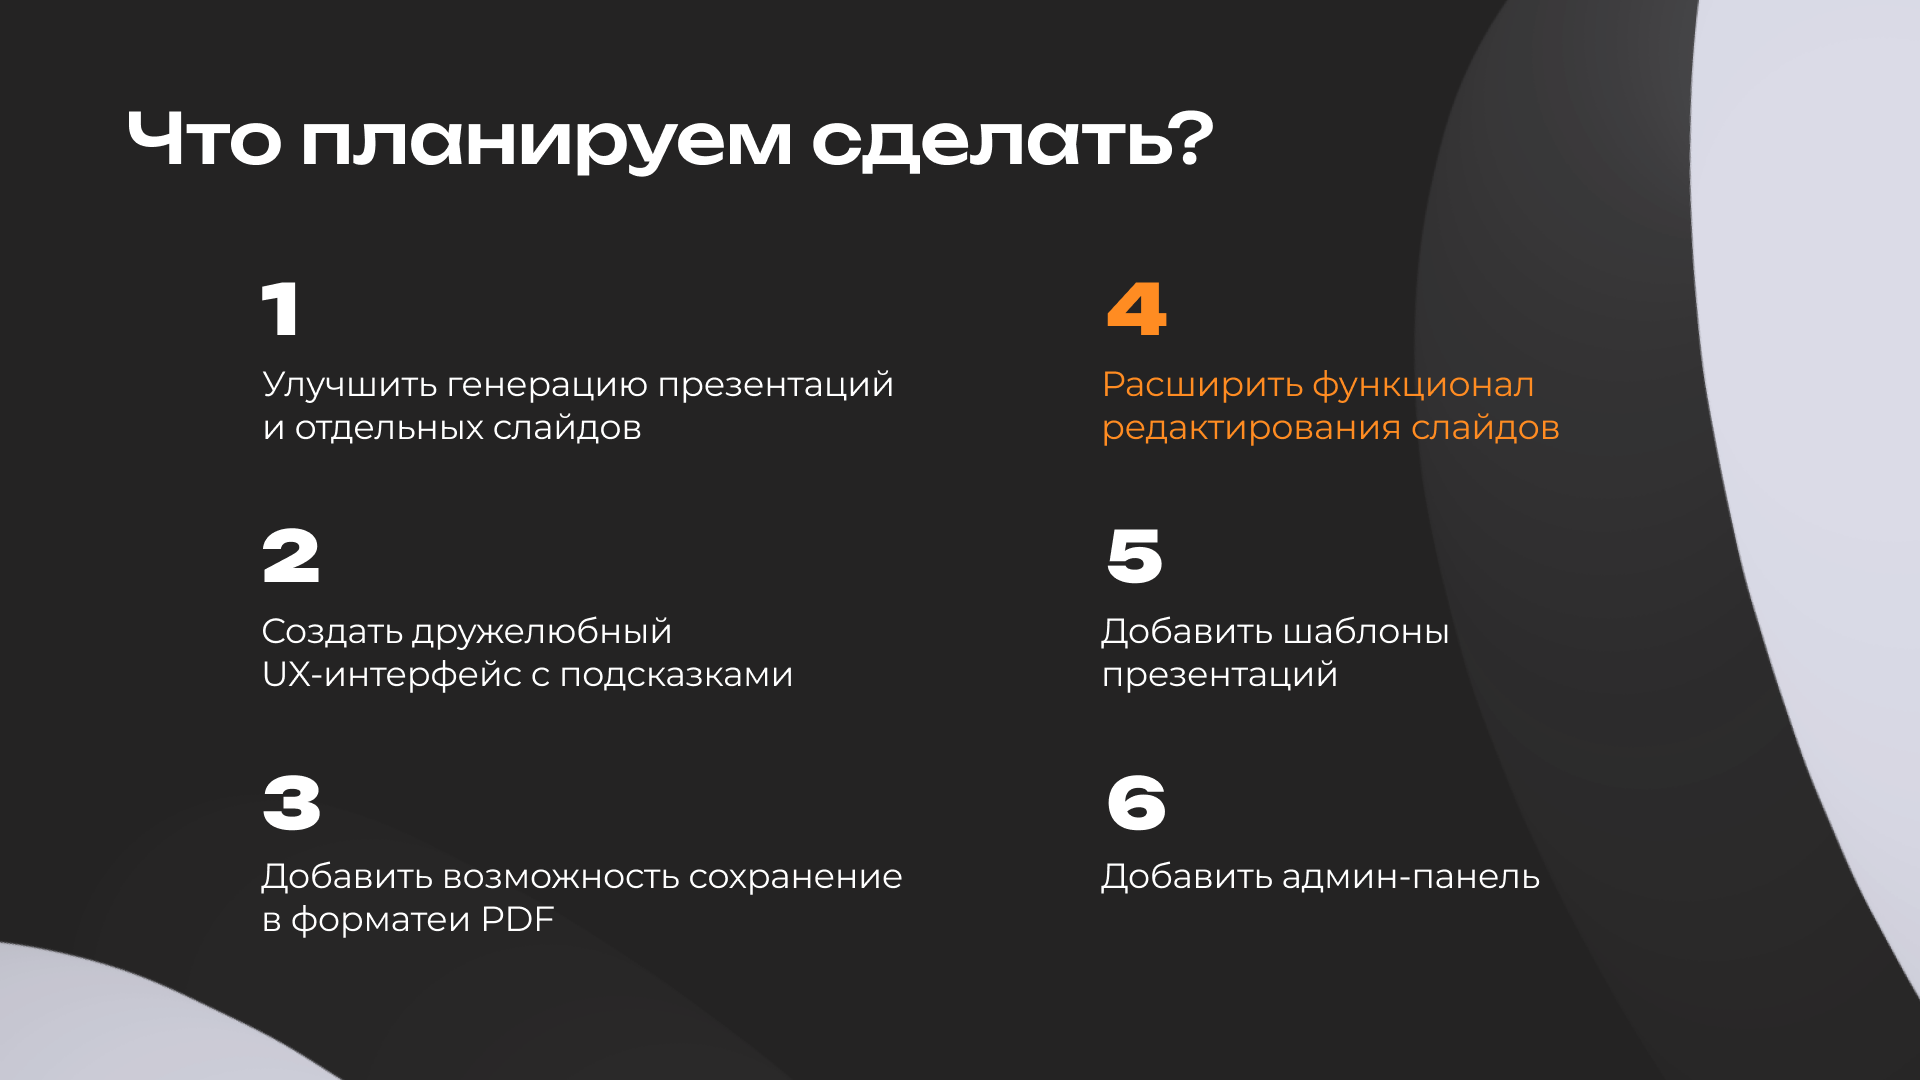 Что планируем сделать?
1
Улучшить генерацию презентаций
и отдельных слайдов
2
Создать дружелюбный
UX-интерфейс с подсказками
3
Добавить возможность сохранение
в форматеи PDF
4
Расширить функционал
редактирования слайдов
5
Добавить шаблоны
презентаций
6
Добавить админ-панель